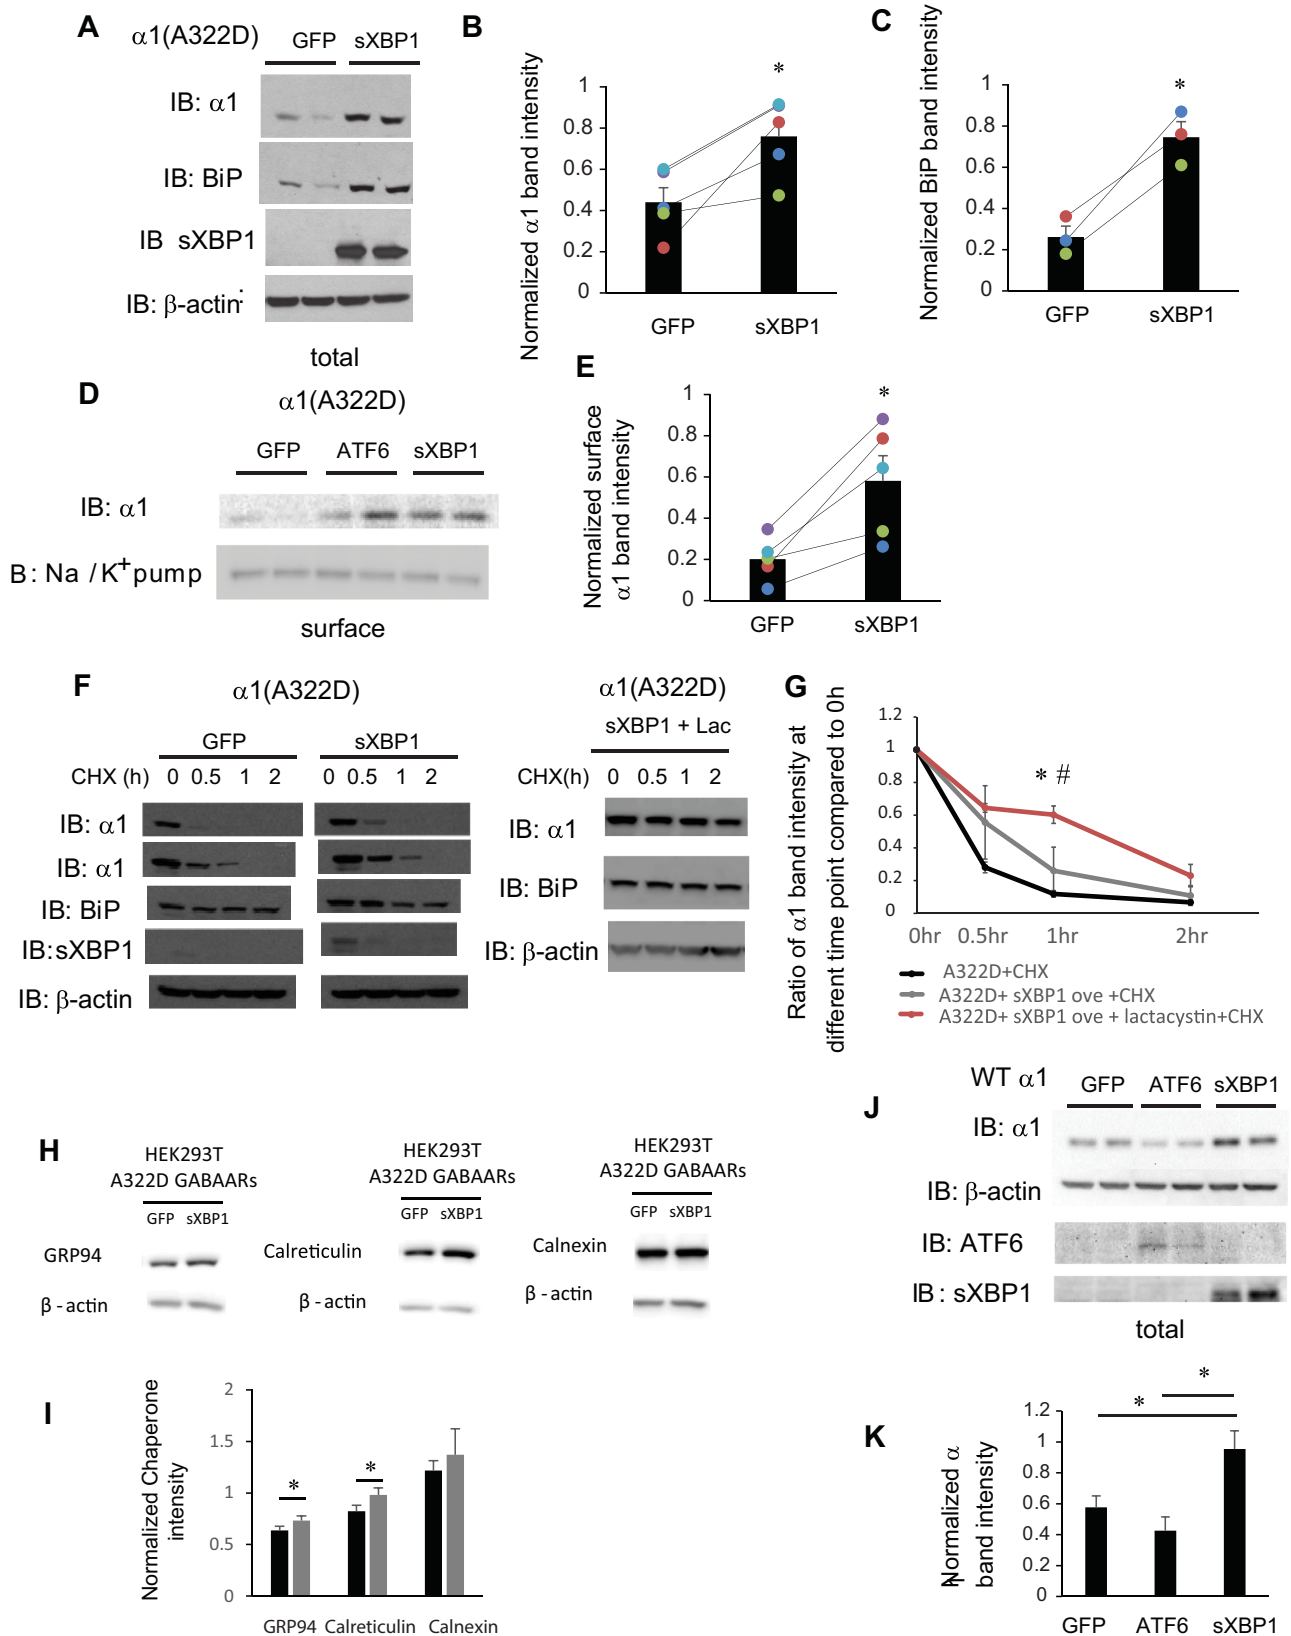 A
α1(A322D)
GFP sXBP1
IB: α1
IB: BiP
IB sXBP1
IB: β-actin:
total
B
Normalized α1 band intensity
1
0.8
0.6
0.4
0.2
0
*
GFP sXBP1
C
Normalized BiP band intensity
1
0.8
0.6
0.4
0.2
0
*
GFP sXBP1
D
α1(A322D)
GFP ATF6 sXBP1
IB: α1
B: Na /K+pump
surface
E
Normalized surface
α1 band intensity
1
0.8
0.6
0.4
0.2
0
*
GFP sXBP1
F
α1(A322D)
GFP sXBP1
CHX (h) 0 0.5 1 2 0 0.5 1 2
IB: α1
IB: α1
IB: BiP
IB:sXBP1
IB: β-actin
α1(A322D)
sXBP1 + Lac
CHX(h) 0 0.5 1 2
IB: α1
IB: BiP
IB: β-actin
G
Ratio of α1 band intensity at
different time point compared to 0h
1.2
1
0.8
0.6
0.4
0.2
0
* #
0hr 0.5hr 1hr 2hr
A322D+CHX
A322D+ sXBP1 ove +CHX
A322D+ sXBP1 ove + lactacystin+CHX
H
HEK293T
A322D GABAARs
GFP sXBP1
GRP94
β - actin
HEK293T
A322D GABAARs
GFP sXBP1
Calreticulin
β - actin
HEK293T
A322D GABAARs
GFP sXBP1
Calnexin
β - actin
I
Normalized Chaperone
intensity
2
1.5
1
0.5
0
* *
GRP94 Calreticulin Calnexin
J
WT α1
GFP ATF6 sXBP1
IB: α1
IB: β-actin
IB: ATF6
IB : sXBP1
total
K
Normalized α
1
band intensity
1.2
1
0.8
0.6
0.4
0.2
0
*
*
GFP ATF6 sXBP1